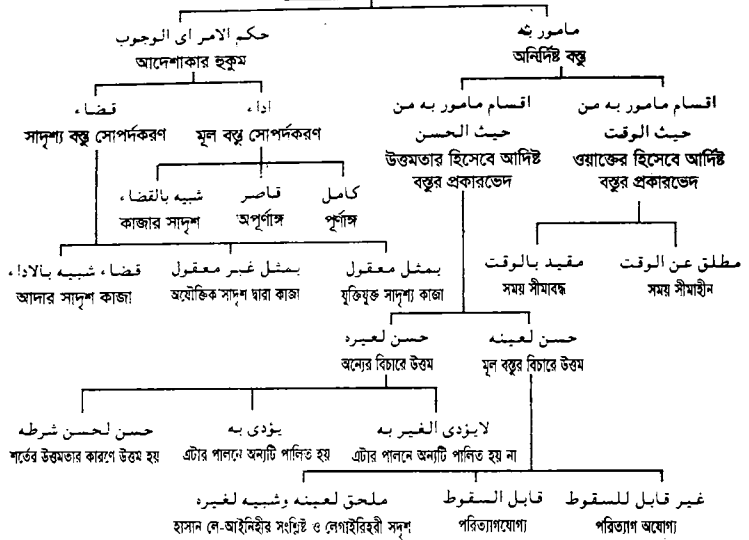 حكم الامر اى الوجوب
আদেশাকার হুকুম
مامور به
অনির্দিষ্ট বস্তু
قضاء
সাদৃশ্য বস্তু সোপর্দকরণ
اداء
মূল বস্তু সোপর্দকরণ
اقسام مامور به من
حيث الحسن
উত্তমতার হিসেবে আদিষ্ট
বস্তুর প্রকারভেদ
اقسام مامور به من
حيث الوقت
ওয়াক্তের হিসেবে আর্দিষ্ট
বস্তুর প্রকারভেদ
شبيه بالقضاء
কাজার সাদৃশ
قاصر
অপূর্ণাঙ্গ
كامل
পূর্ণাঙ্গ
قضاء شبيه بالاداء
আদার সাদৃশ কাজা
بمثل غير معقول
অযৌক্তিক সাদৃশ দ্বারা কাজা
بمثل معقول
যুক্তিযুক্ত সাদৃশ্য কাজা
مقيد بالوقت
সময় সীমাবদ্ধ
مطلق عن الوقت
সময় সীমাহীন
حسن لغيره
অন্যের বিচারে উত্তম
حسن لعينه
মূল বস্তুর বিচারে উত্তম
حسن لحسن شرطه
শর্তের উত্তমতার কারণে উত্তম হয়
يؤدى به
এটার পালনে অন্যটি পালিত হয়
لايؤدى الغير به
এটার পালনে অন্যটি পালিত হয় না
ملحق لعينه وشبيه لغيره
হাসান লে-আইনিহীর সংশ্লিষ্ট ও লেগাইরিহরী সদৃশ
قابل السقوط
পরিত্যাগযোগ্য
غير قابل للسقوط
পরিত্যাগ অযোগ্য